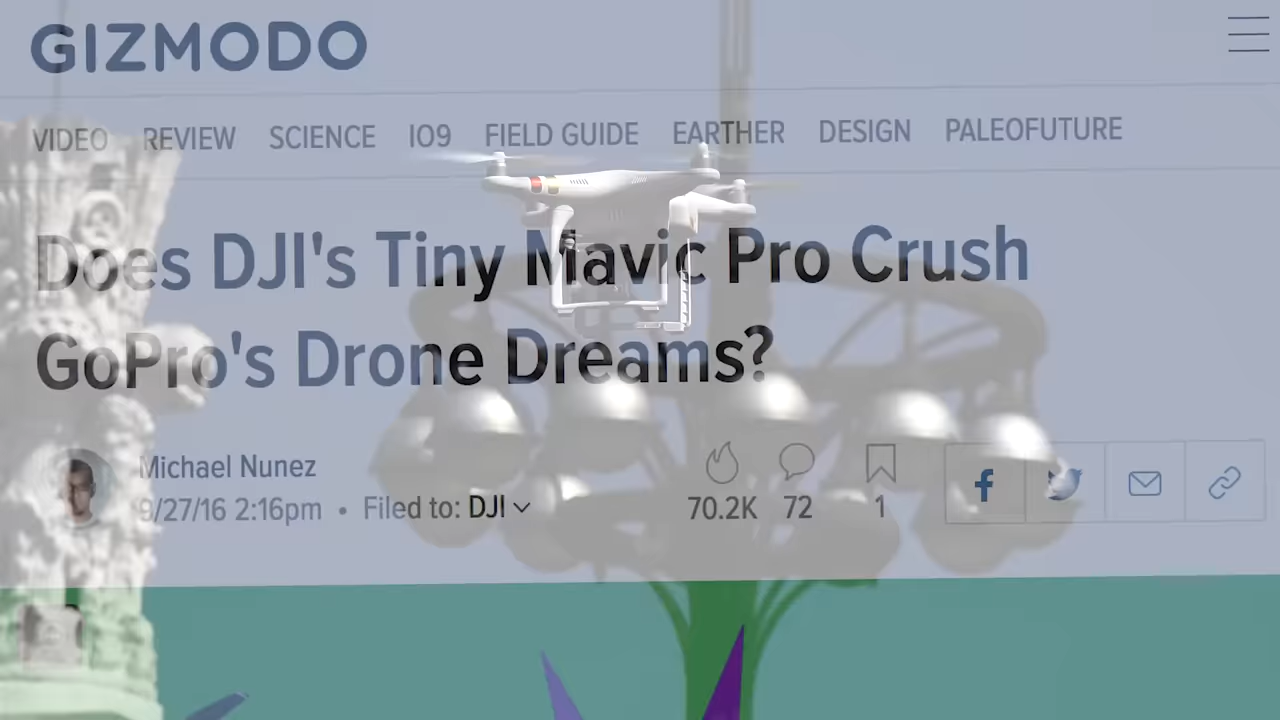 GIZMODO
VIDEO REVIEW SCIENCE IO9 FIELD GUIDE EARTHER DESIGN PALEOFUTURE
Does DJI's Tiny Mavic Pro Crush
GoPro's Drone Dreams?
Michael Nunez
9/27/16 2:16pm • Filed to: DJI
70.2K 72 1